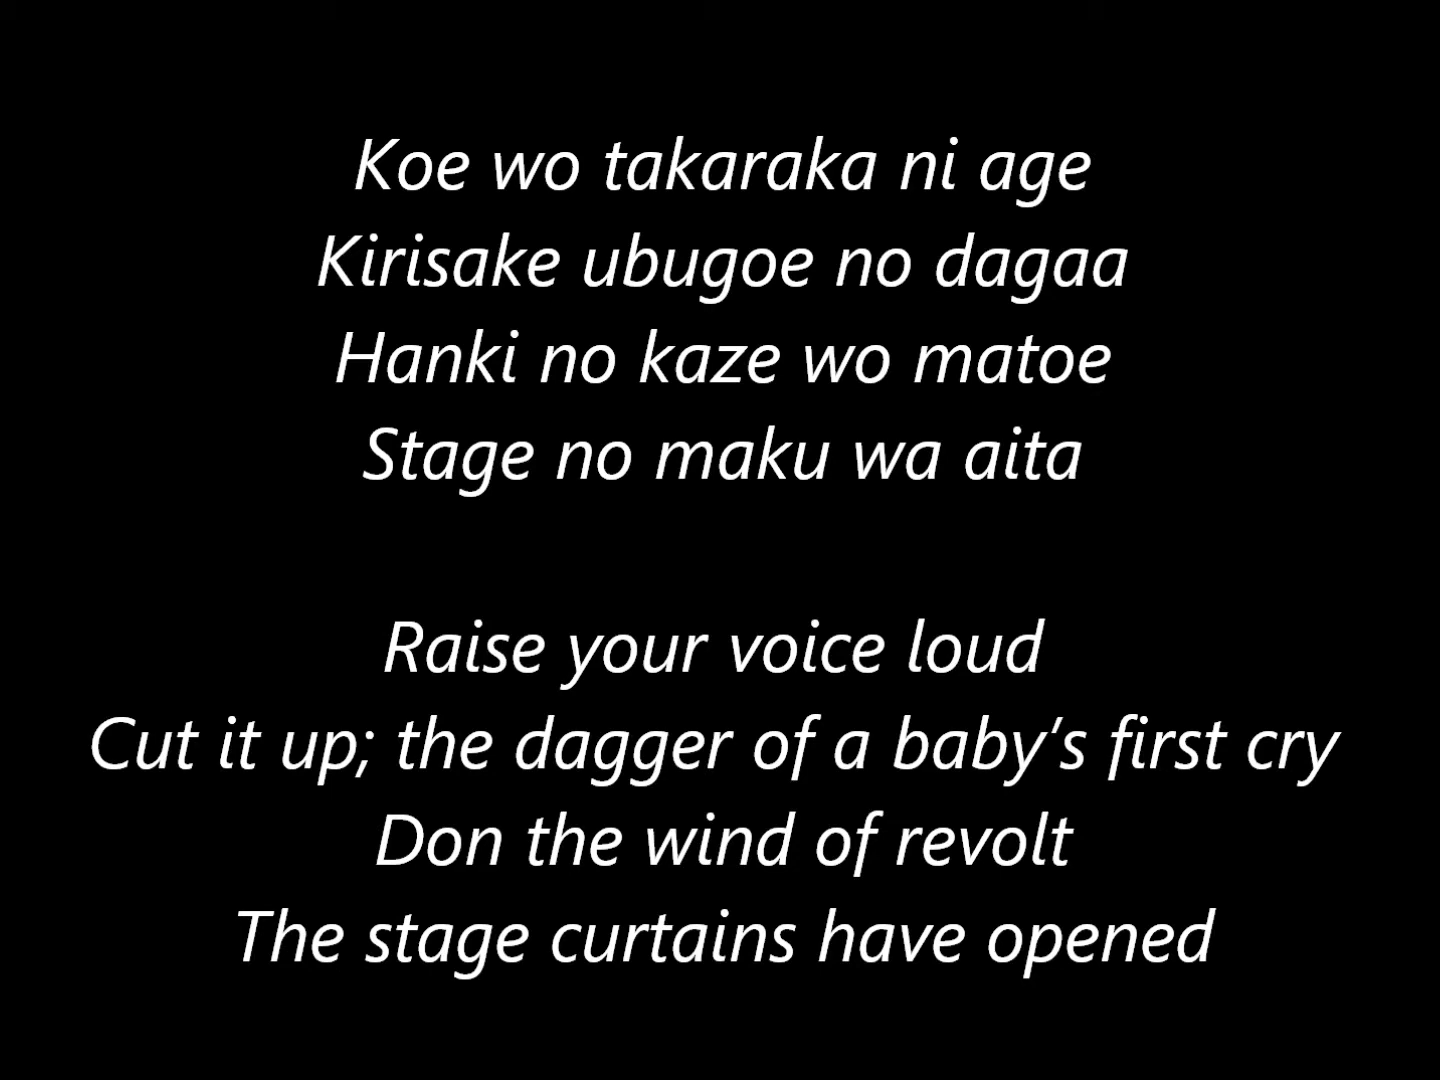 Koe wo takaraka ni age
Kirisake ubugoe no dagaa
Hanki no kaze wo matoe
Stage no maku wa aita
Raise your voice loud
Cut it up; the dagger of a baby’s first cry
Don the wind of revolt
The stage curtains have opened